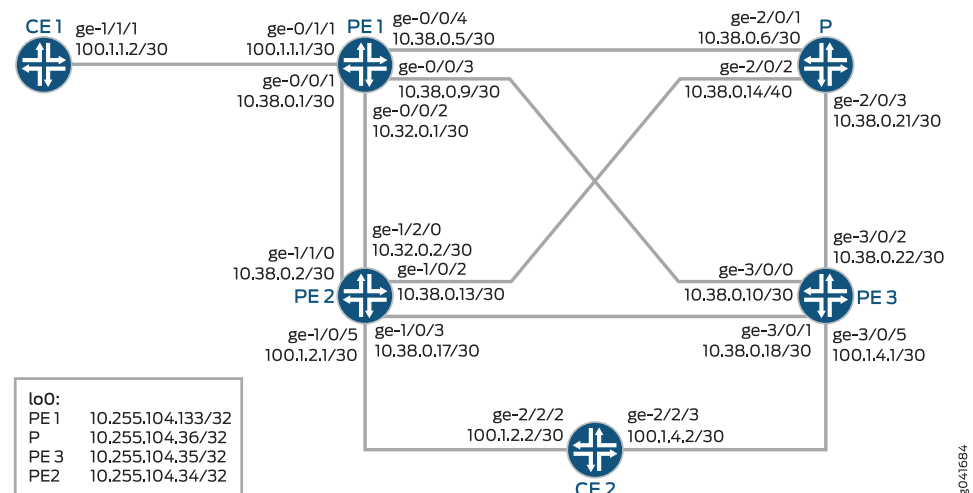 CE 1
ge-1/1/1
100.1.1.2/30
ge-0/1/1
100.1.1.1/30
PE1
ge-0/0/4
10.38.0.5/30
ge-2/0/1
10.38.0.6/30
P
ge-0/0/1
10.38.0.1/30
ge-0/0/3
10.38.0.9/30
ge-0/0/2
10.32.0.1/30
ge-2/0/2
10.38.0.14/40
ge-2/0/3
10.38.0.21/30
ge-1/2/0
10.32.0.2/30
ge-1/1/0
10.38.0.2/30
ge-1/0/2
10.38.0.13/30
PE 2
ge-3/0/2
10.38.0.22/30
ge-3/0/0
10.38.0.10/30
PE 3
ge-1/0/5
100.1.2.1/30
ge-1/0/3
10.38.0.17/30
ge-3/0/1
10.38.0.18/30
ge-3/0/5
100.1.4.1/30
lo0:
PE 1 10.255.104.133/32
P 10.255.104.36/32
PE 3 10.255.104.35/32
PE2 10.255.104.34/32
ge-2/2/2
100.1.2.2/30
ge-2/2/3
100.1.4.2/30
CE 2
g041684